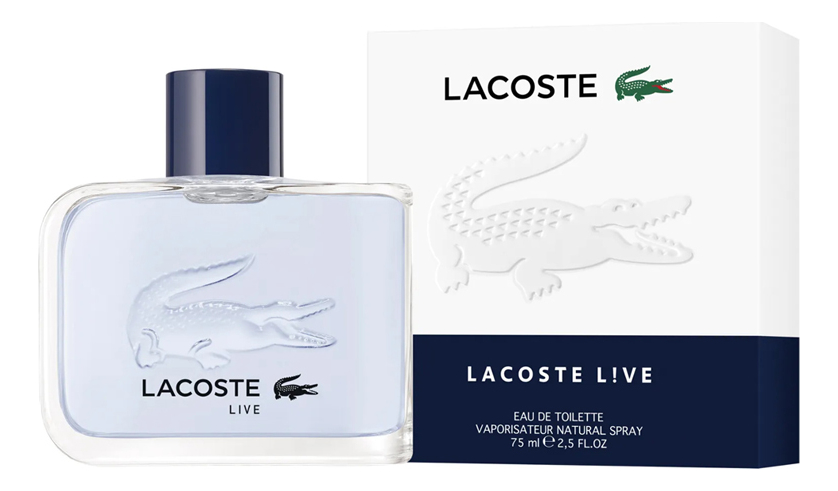 LACOSTE
LIVE
LACOSTE
LACOSTE L!VE
EAU DE TOILETTE
VAPORISATEUR NATURAL SPRAY
75 ml ℮ 2,5 FL.OZ